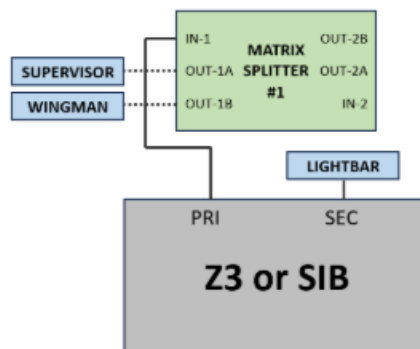 IN-1
MATRIX
SPLITTER
#1
OUT-2B
SUPERVISOR
OUT-1A
OUT-2A
WINGMAN
OUT-1B
IN-2
LIGHTBAR
PRI
SEC
Z3 or SIB